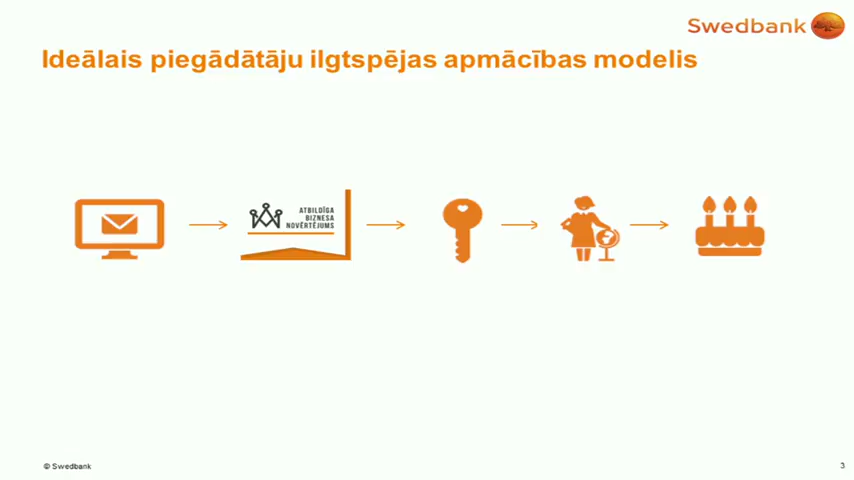 Swedbank
Ideālais piegādātāju ilgtspējas apmācības modelis
ATBILDĪGA
BIZNESA
NOVĒRTĒJUMS
© Swedbank
3